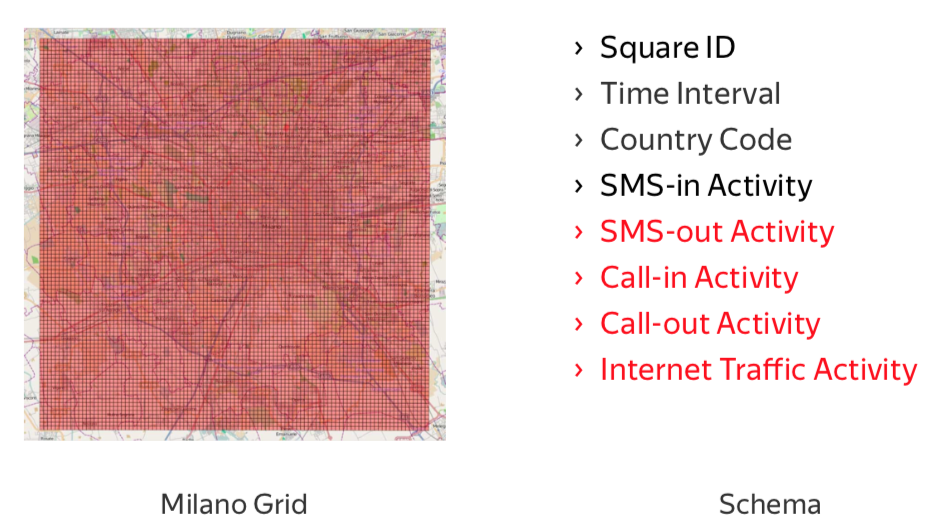 › Square ID
› Time Interval
› Country Code
› SMS-in Activity
› SMS-out Activity
› Call-in Activity
› Call-out Activity
› Internet Traffic Activity
Milano Grid
Schema